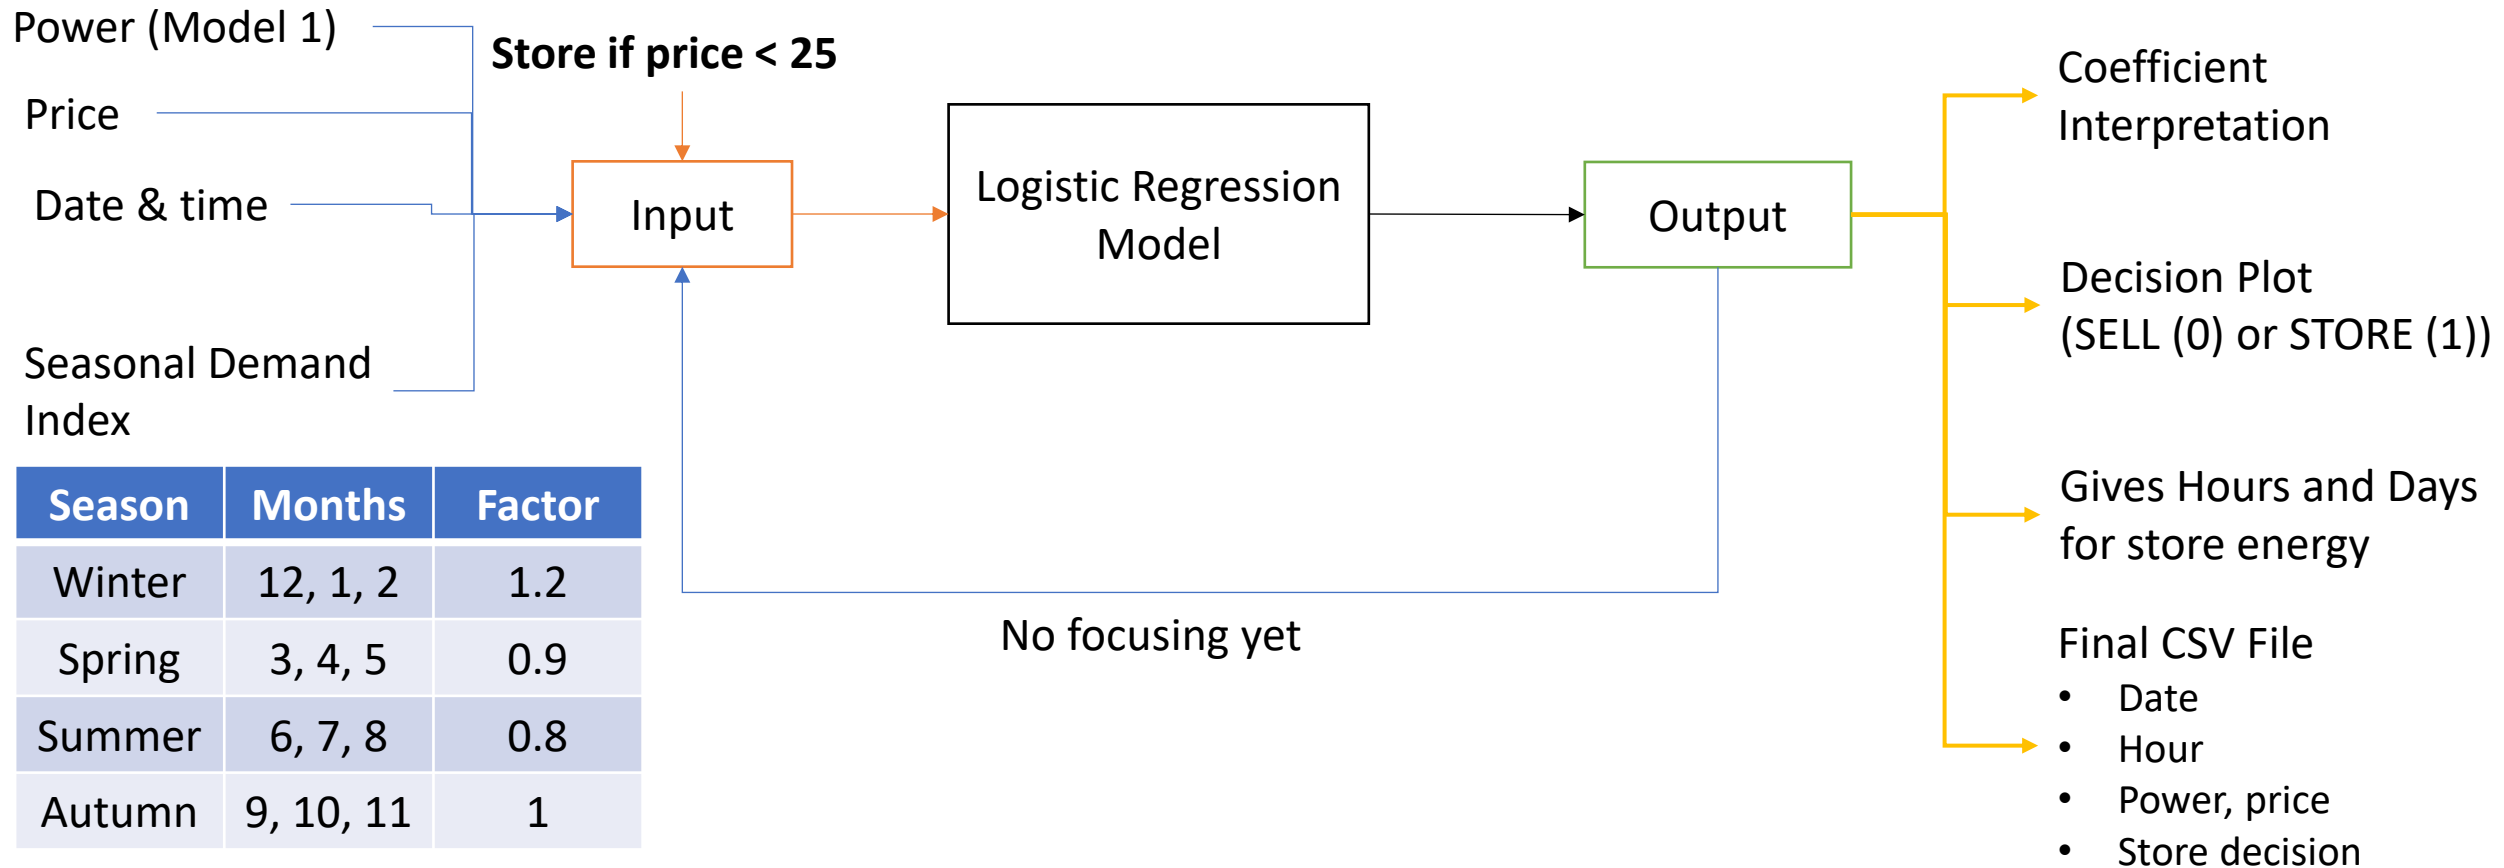 Power (Model 1)
Price
Date & time
Seasonal Demand
Index
Store if price < 25
Input
Logistic Regression
Model
Output
No focusing yet
Coefficient
Interpretation
Decision Plot
(SELL (0) or STORE (1))
Gives Hours and Days
for store energy
Final CSV File
• Date
• Hour
• Power, price
• Store decision
Season Months Factor
Winter 12, 1, 2 1.2
Spring 3, 4, 5 0.9
Summer 6, 7, 8 0.8
Autumn 9, 10, 11 1